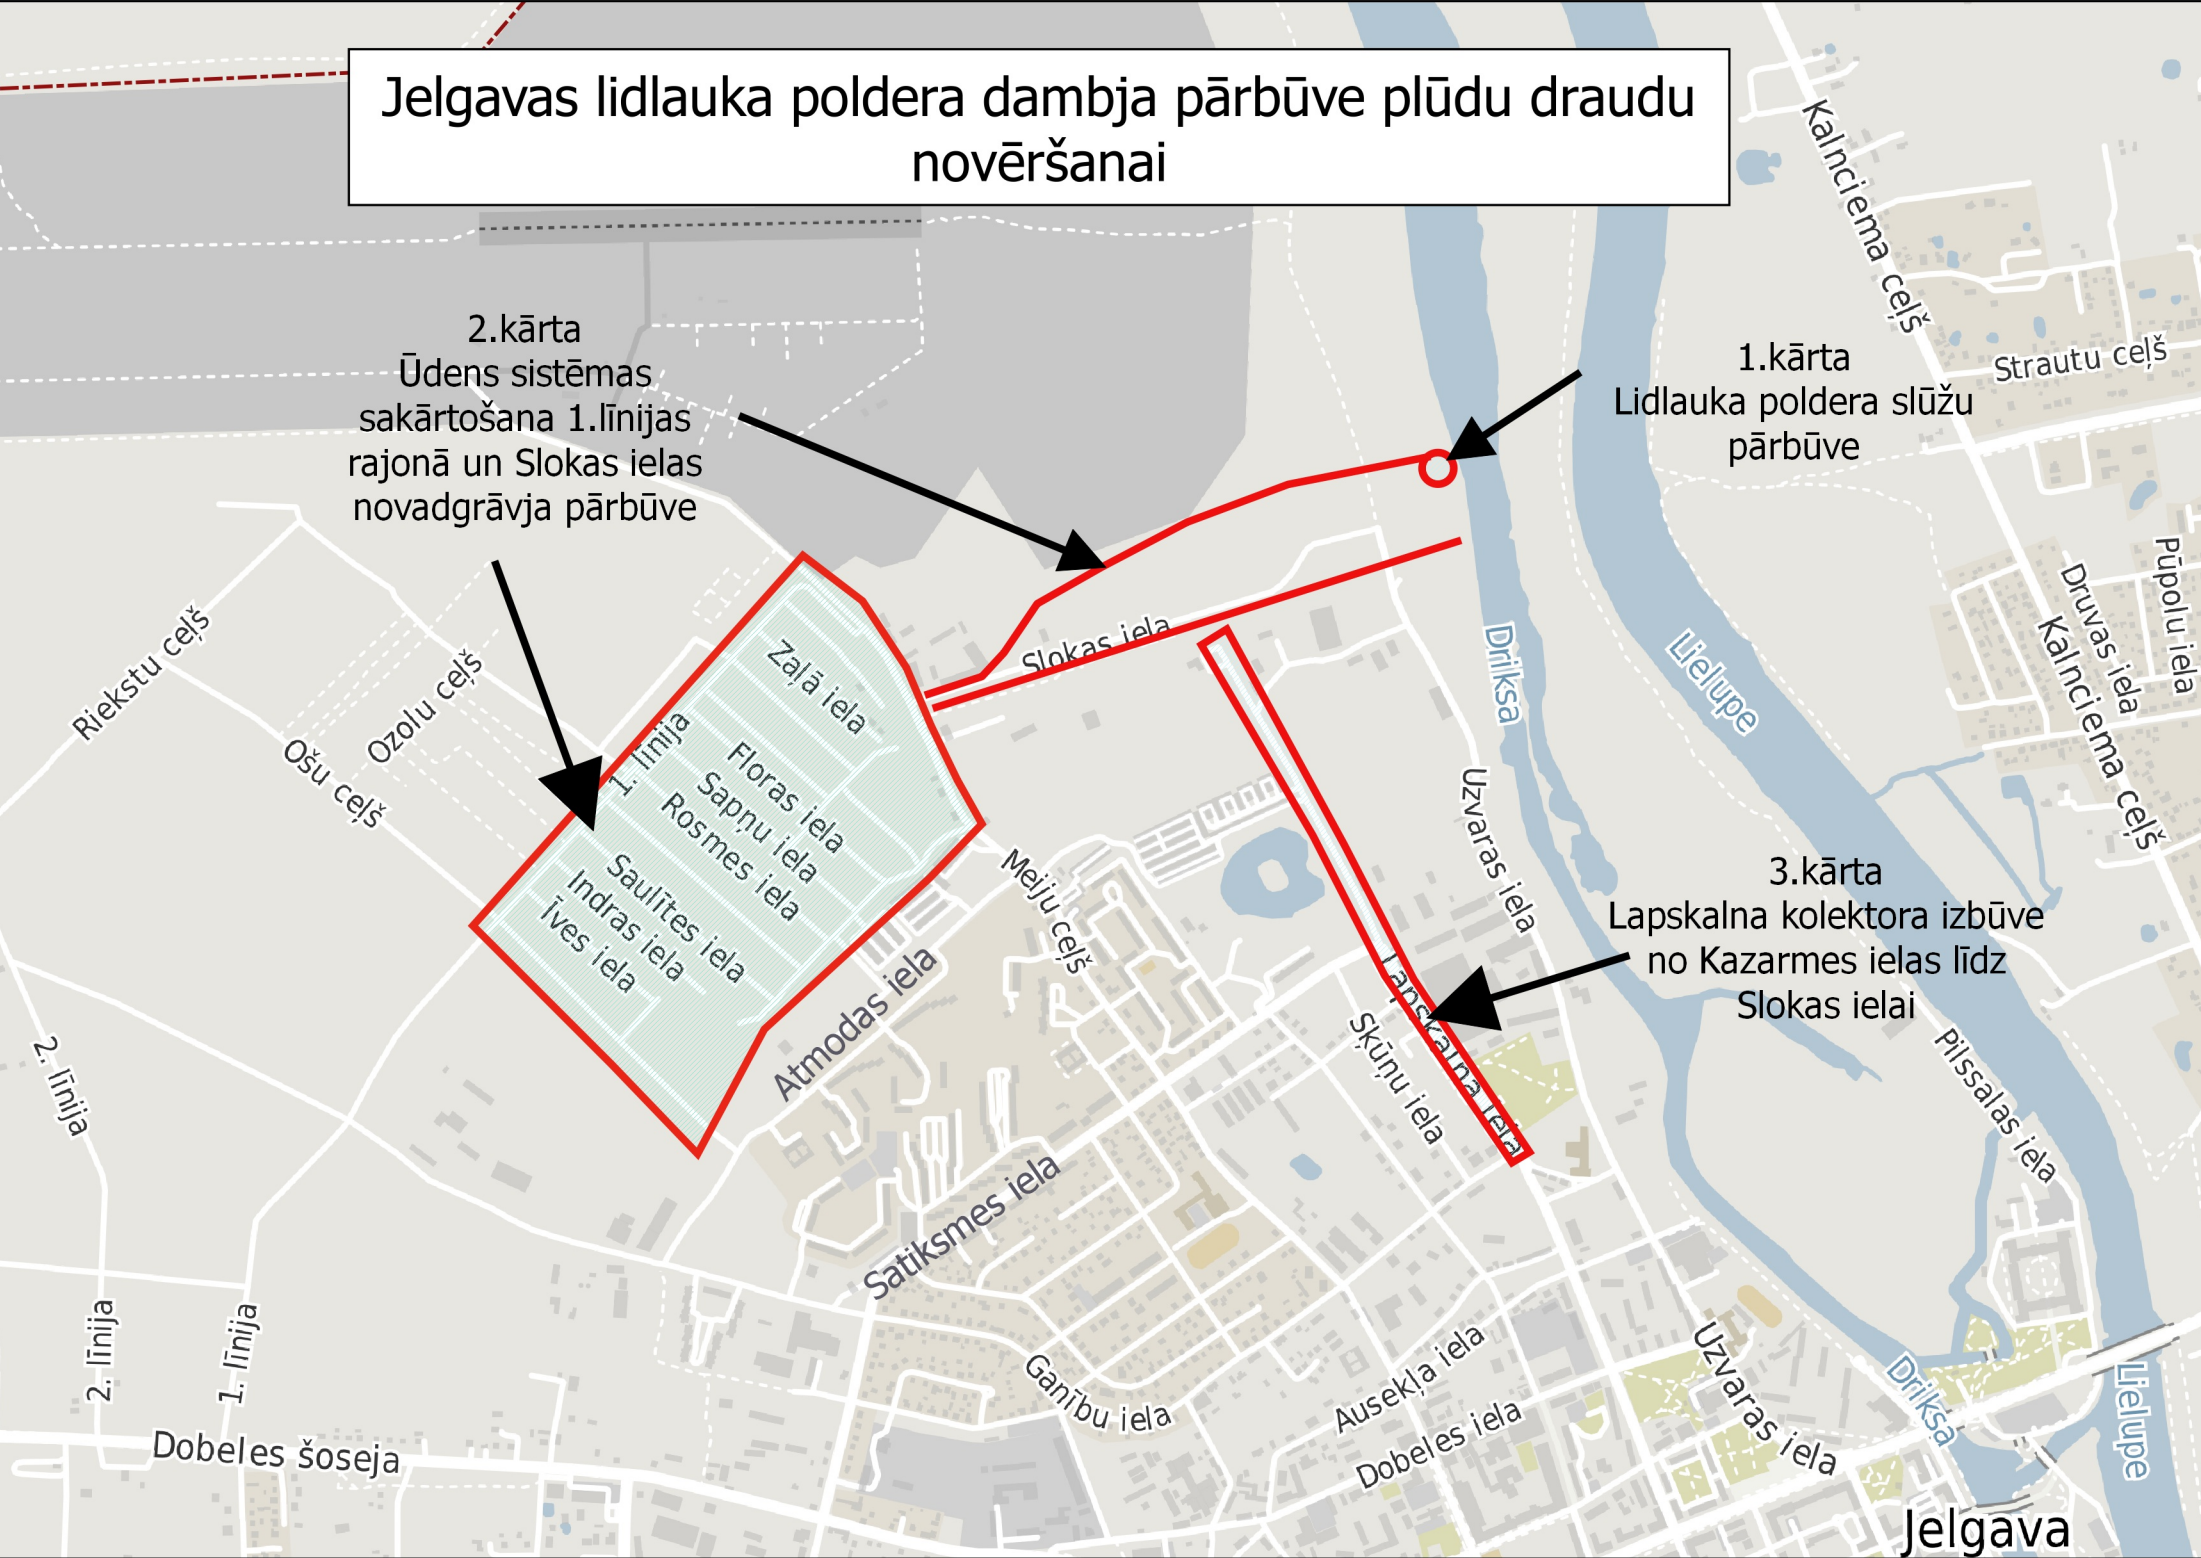 Jelgavas lidlauka poldera dambja pārbūve plūdu draudu
novēršanai
2.kārta
Ūdens sistēmas
sakārtošana 1.līnijas
rajonā un Slokas ielas
novadgrāvja pārbūve
1.kārta
Lidlauka poldera slūžu
pārbūve
3.kārta
Lapskalna kolektora izbūve
no Kazarmes ielas līdz
Slokas ielai
Kalnciema ceļš
Strautu ceļš
Pūpolu iela
Druvas iela
Kalnciema ceļš
Lielupe
Driksa
Slokas iela
Zaļā iela
1. līnija
Floras iela
Sapņu iela
Rosmes iela
Saulītes iela
Indras iela
Īves iela
Riekstu ceļš
Ozolu ceļš
Ošu ceļš
Meiju ceļš
Uzvaras iela
Atmodas iela
Lapskalna iela
Šķūņu iela
Pilssalas iela
2. līnija
Satiksmes iela
2. līnija
1. līnija
Ganību iela
Ausekļa iela
Dobeles iela
Uzvaras iela
Driksa
Lielupe
Dobeles šoseja
Jelgava